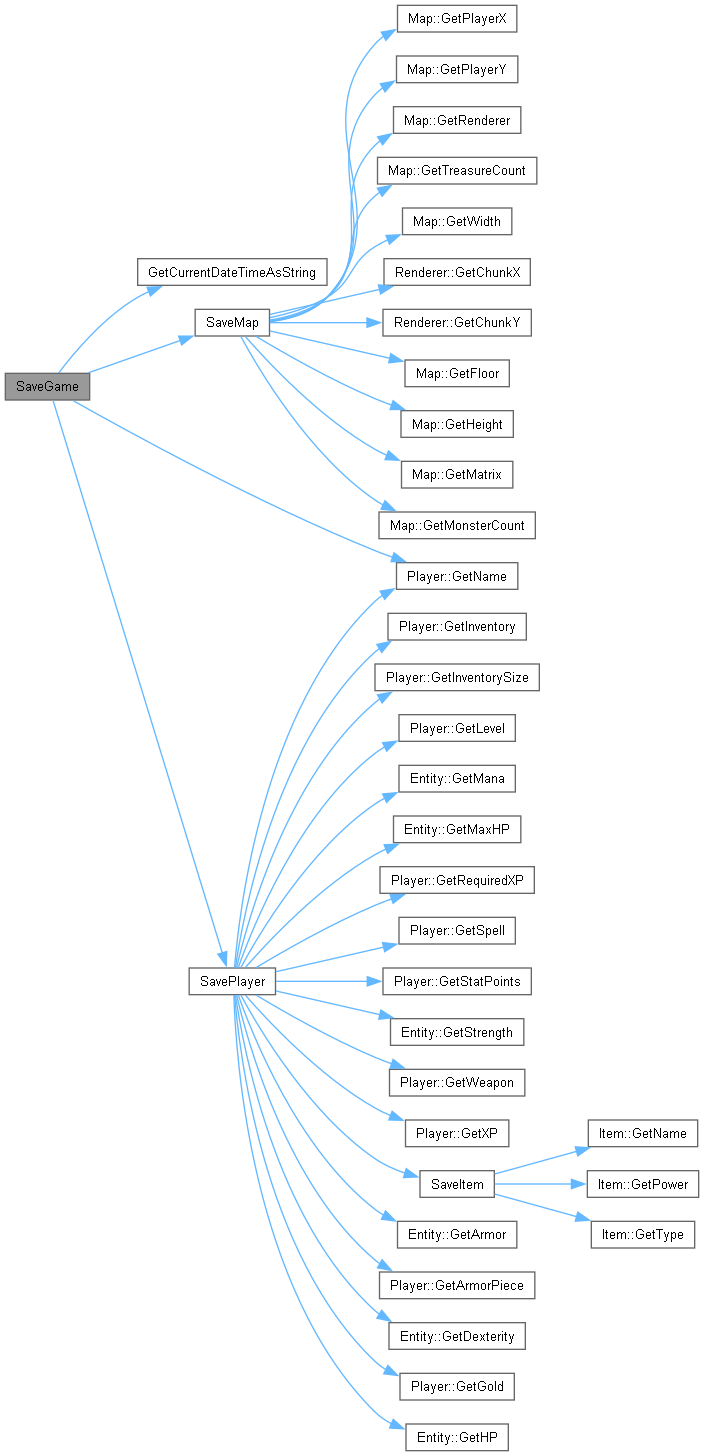 Map::GetPlayerX
Map::GetPlayerY
Map::GetRenderer
Map::GetTreasureCount
Map::GetWidth
GetCurrentDateTimeAsString
Renderer::GetChunkX
SaveMap
Renderer::GetChunkY
Map::GetFloor
SaveGame
Map::GetHeight
Map::GetMatrix
Map::GetMonsterCount
Player::GetName
Player::GetInventory
Player::GetInventorySize
Player::GetLevel
Entity::GetMana
Entity::GetMaxHP
Player::GetRequiredXP
Player::GetSpell
SavePlayer
Player::GetStatPoints
Entity::GetStrength
Player::GetWeapon
Player::GetXP
Item::GetName
SaveItem
Item::GetPower
Entity::GetArmor
Item::GetType
Player::GetArmorPiece
Entity::GetDexterity
Player::GetGold
Entity::GetHP